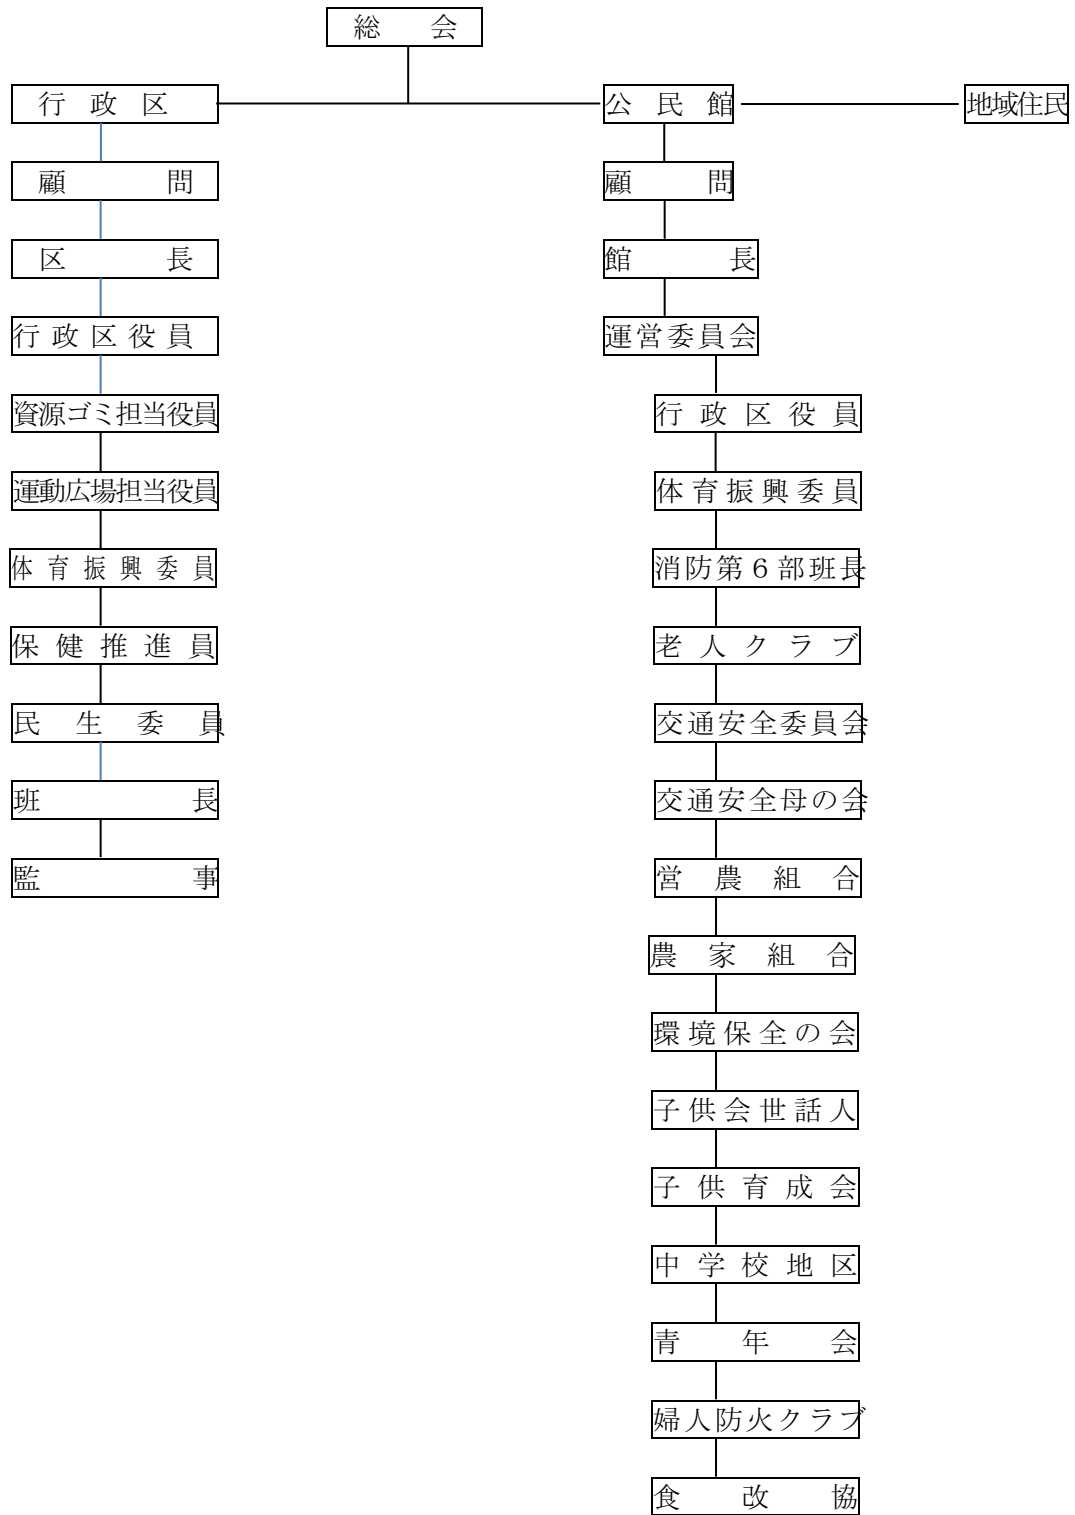 総会
行政区
公民館
地域住民
顧問
区長
行政区役員
資源ゴミ担当役員
運動広場担当役員
体育振興委員
保健推進員
民生委員
班長
監事
顧問
館長
運営委員会
行政区役員
体育振興委員
消防第６部班長
老人クラブ
交通安全委員会
交通安全母の会
営農組合
農家組合
環境保全の会
子供会世話人
子供育成会
中学校地区
青年会
婦人防火クラブ
食改協